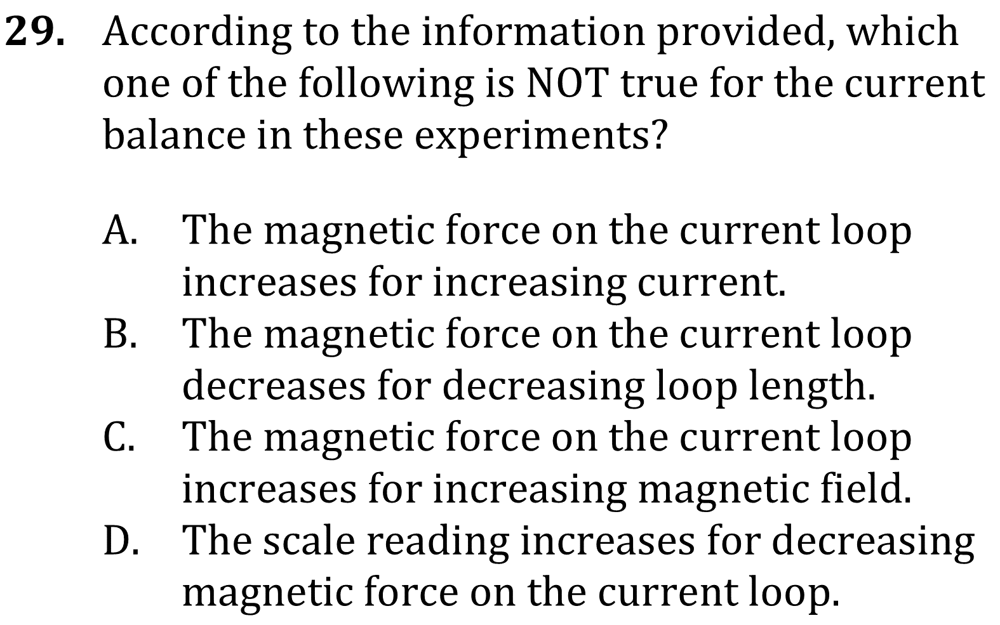 29. According to the information provided, which
one of the following is NOT true for the current
balance in these experiments?
A. The magnetic force on the current loop
increases for increasing current.
B. The magnetic force on the current loop
decreases for decreasing loop length.
C. The magnetic force on the current loop
increases for increasing magnetic field.
D. The scale reading increases for decreasing
magnetic force on the current loop.